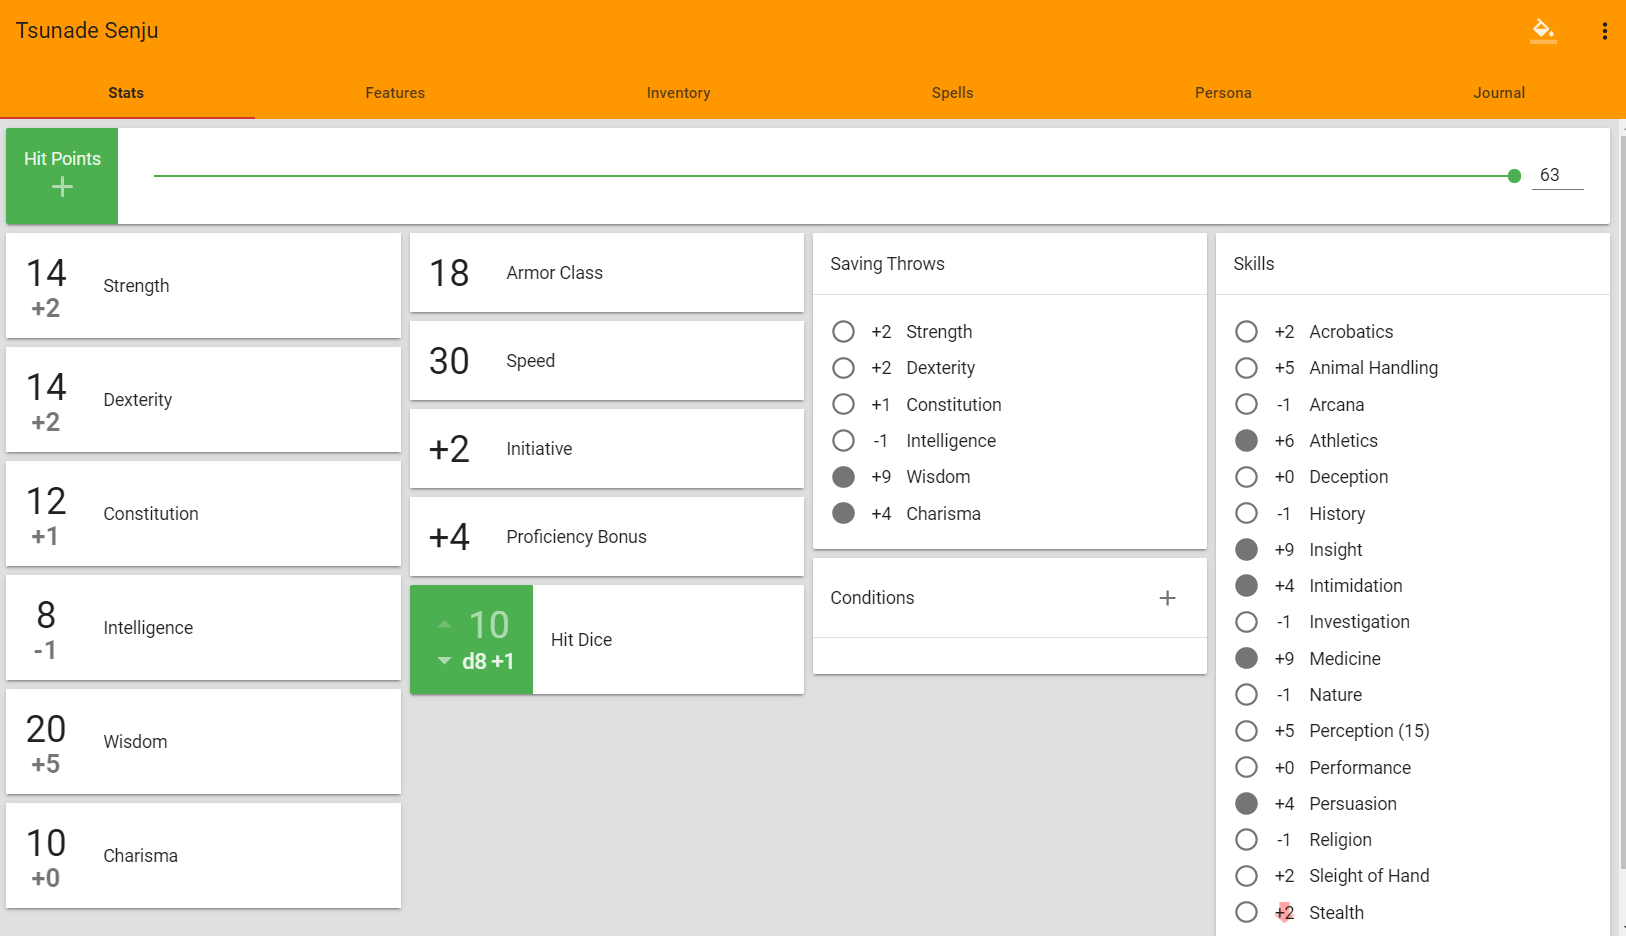 Tsunade Senju
Stats
Features
Inventory
Spells
Persona
Journal
Hit Points
63
14
+2
Strength
14
+2
Dexterity
12
+1
Constitution
8
-1
Intelligence
20
+5
Wisdom
10
+0
Charisma
18
Armor Class
30
Speed
+2
Initiative
+4
Proficiency Bonus
10
d8 +1
Hit Dice
Saving Throws
+2 Strength
+2 Dexterity
+1 Constitution
-1 Intelligence
+9 Wisdom
+4 Charisma
Conditions
Skills
+2 Acrobatics
+5 Animal Handling
-1 Arcana
+6 Athletics
+0 Deception
-1 History
+9 Insight
+4 Intimidation
-1 Investigation
+9 Medicine
-1 Nature
+5 Perception (15)
+0 Performance
+4 Persuasion
-1 Religion
+2 Sleight of Hand
+2 Stealth